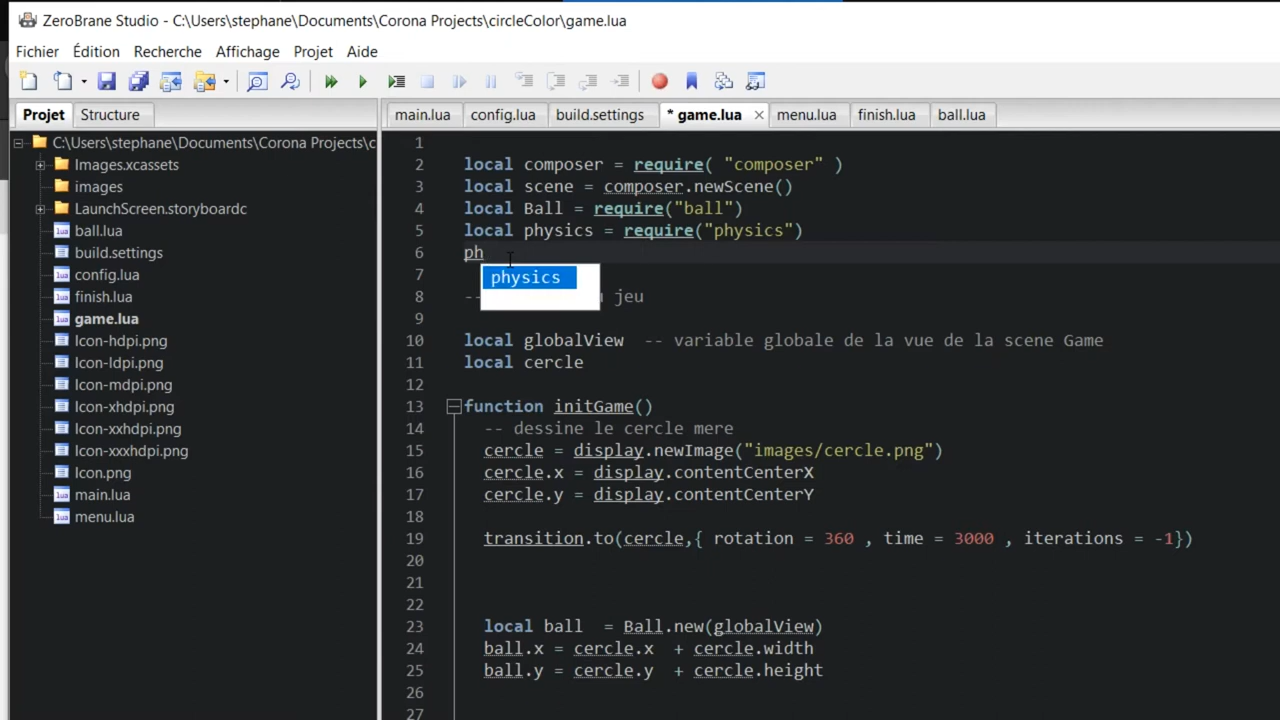 ZeroBrane Studio - C:\Users\stephane\Documents\Corona Projects\circleColor\game.lua
Fichier Édition Recherche Affichage Projet Aide
Projet Structure
main.lua config.lua build.settings * game.lua menu.lua finish.lua ball.lua
C:\Users\stephane\Documents\Corona Projects\c
Images.xcassets
images
LaunchScreen.storyboardc
ball.lua
build.settings
config.lua
finish.lua
game.lua
Icon-hdpi.png
Icon-ldpi.png
Icon-mdpi.png
Icon-xhdpi.png
Icon-xxhdpi.png
Icon-xxxhdpi.png
Icon.png
main.lua
menu.lua
1
2 local composer = require( "composer" )
3 local scene = composer.newScene()
4 local Ball = require("ball")
5 local physics = require("physics")
6 ph
physics
7
8 -- jeu
9
10 local globalView -- variable globale de la vue de la scene Game
11 local cercle
12
13 function initGame()
14 -- dessine le cercle mere
15 cercle = display.newImage("images/cercle.png")
16 cercle.x = display.contentCenterX
17 cercle.y = display.contentCenterY
18
19 transition.to(cercle,{ rotation = 360 , time = 3000 , iterations = -1})
20
21
22
23 local ball = Ball.new(globalView)
24 ball.x = cercle.x + cercle.width
25 ball.y = cercle.y + cercle.height
26
27